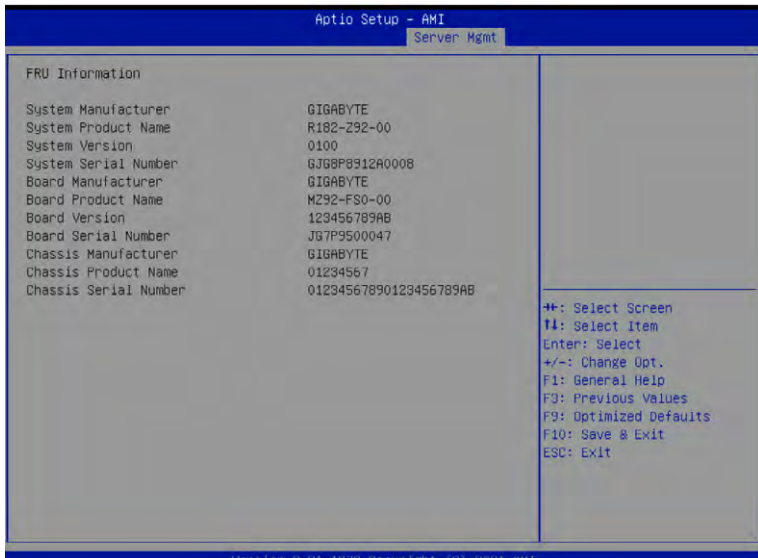 Aptio Setup - AMI
Server Mgmt
FRU Information
System Manufacturer GIGABYTE
System Product Name R182-Z92-00
System Version 0100
System Serial Number GJG8P8912A0008
Board Manufacturer GIGABYTE
Board Product Name MZ92-FS0-00
Board Version 123456789AB
Board Serial Number JG7P9500047
Chassis Manufacturer GIGABYTE
Chassis Product Name 01234567
Chassis Serial Number 01234567890123456789AB
→←: Select Screen
↑↓: Select Item
Enter: Select
+/-: Change Opt.
F1: General Help
F3: Previous Values
F9: Optimized Defaults
F10: Save & Exit
ESC: Exit